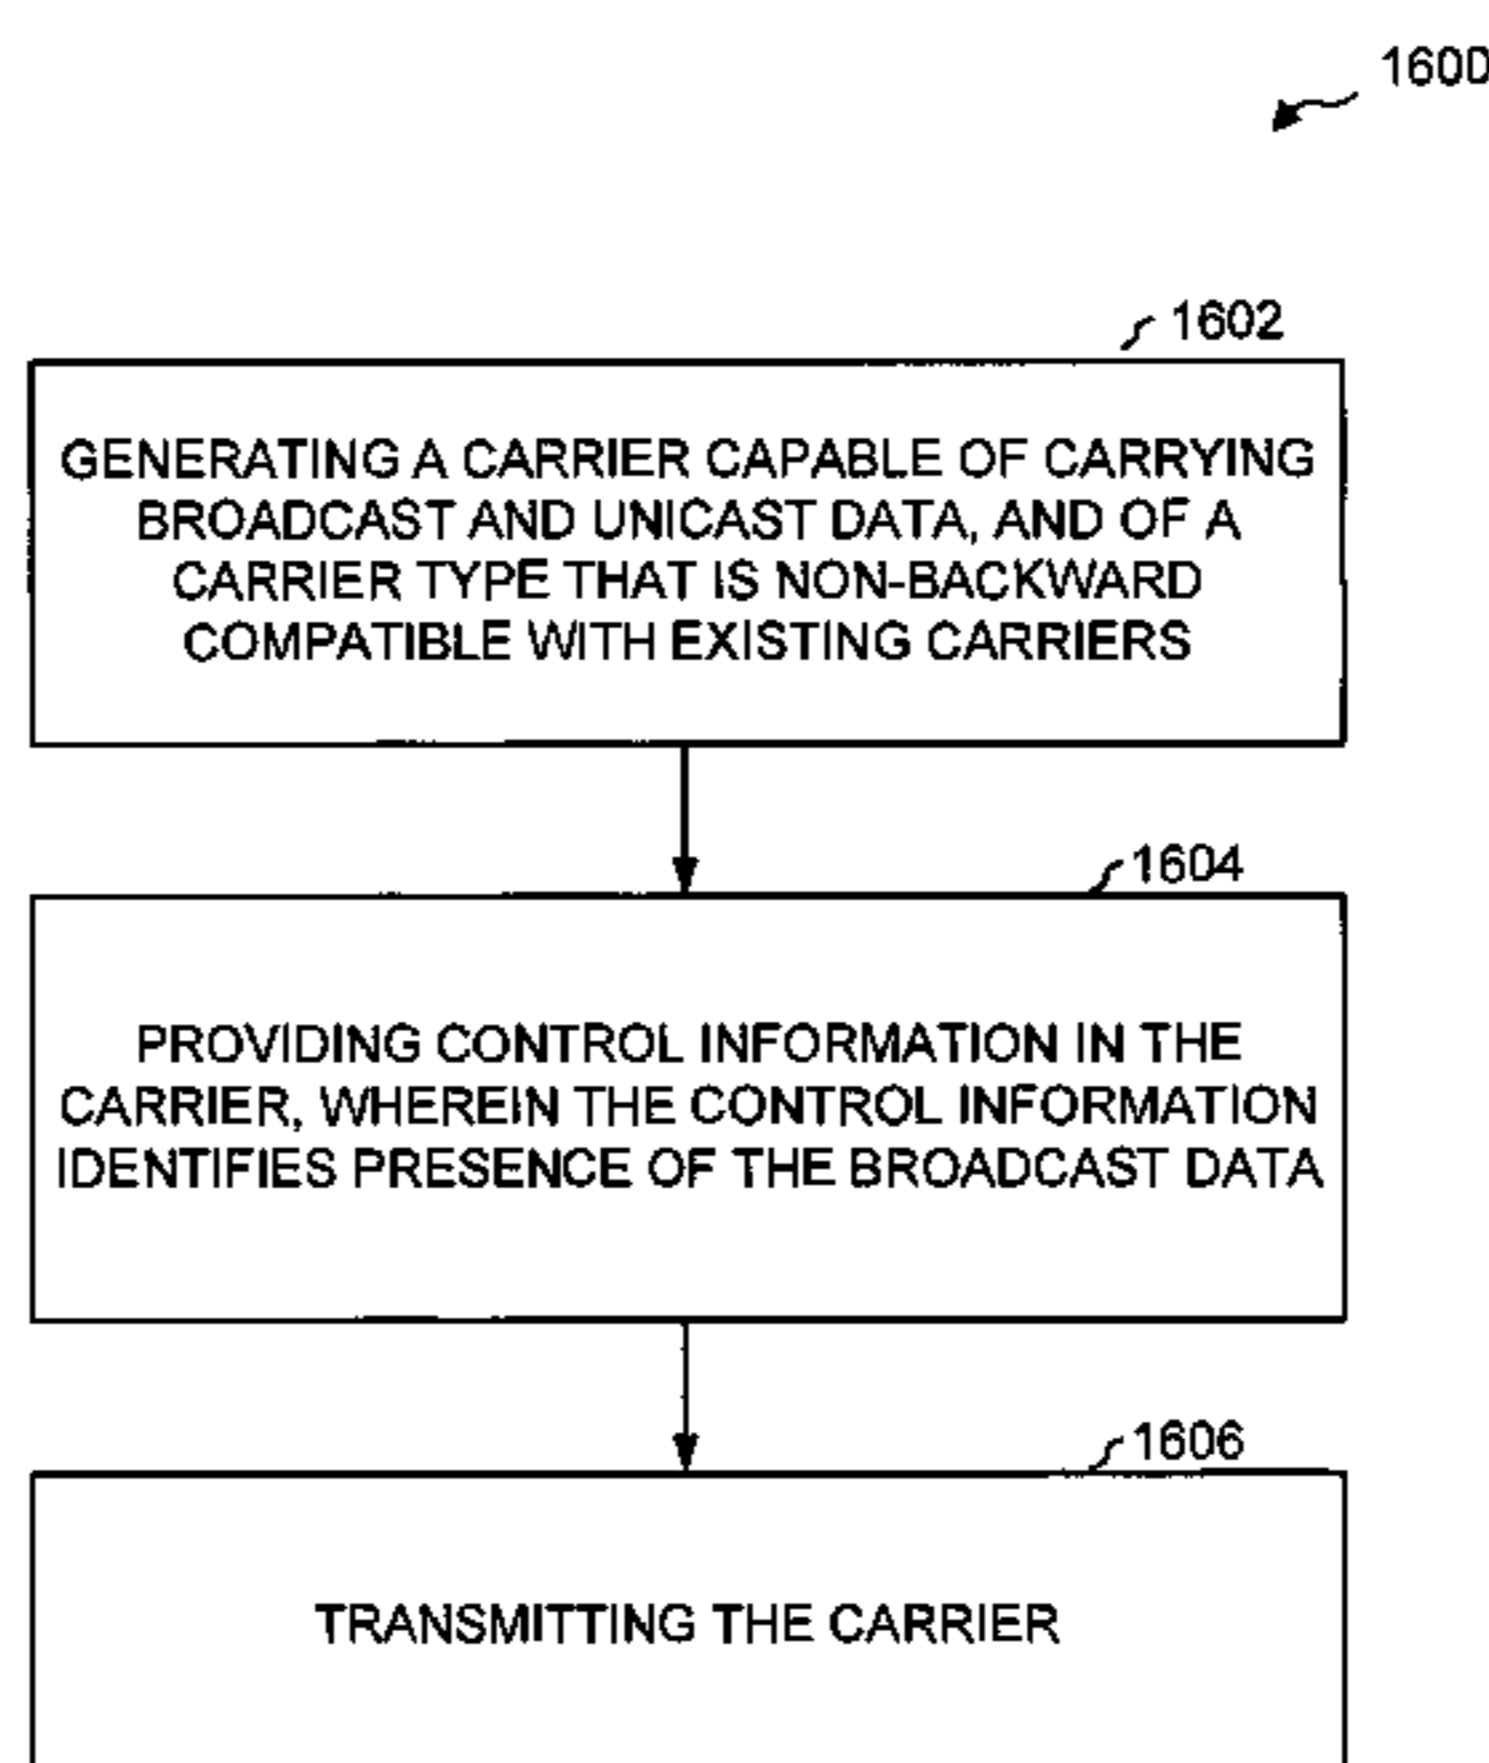 1600
1602
GENERATING A CARRIER CAPABLE OF CARRYING
BROADCAST AND UNICAST DATA, AND OF A
CARRIER TYPE THAT IS NON-BACKWARD
COMPATIBLE WITH EXISTING CARRIERS
1604
PROVIDING CONTROL INFORMATION IN THE
CARRIER, WHEREIN THE CONTROL INFORMATION
IDENTIFIES PRESENCE OF THE BROADCAST DATA
1606
TRANSMITTING THE CARRIER